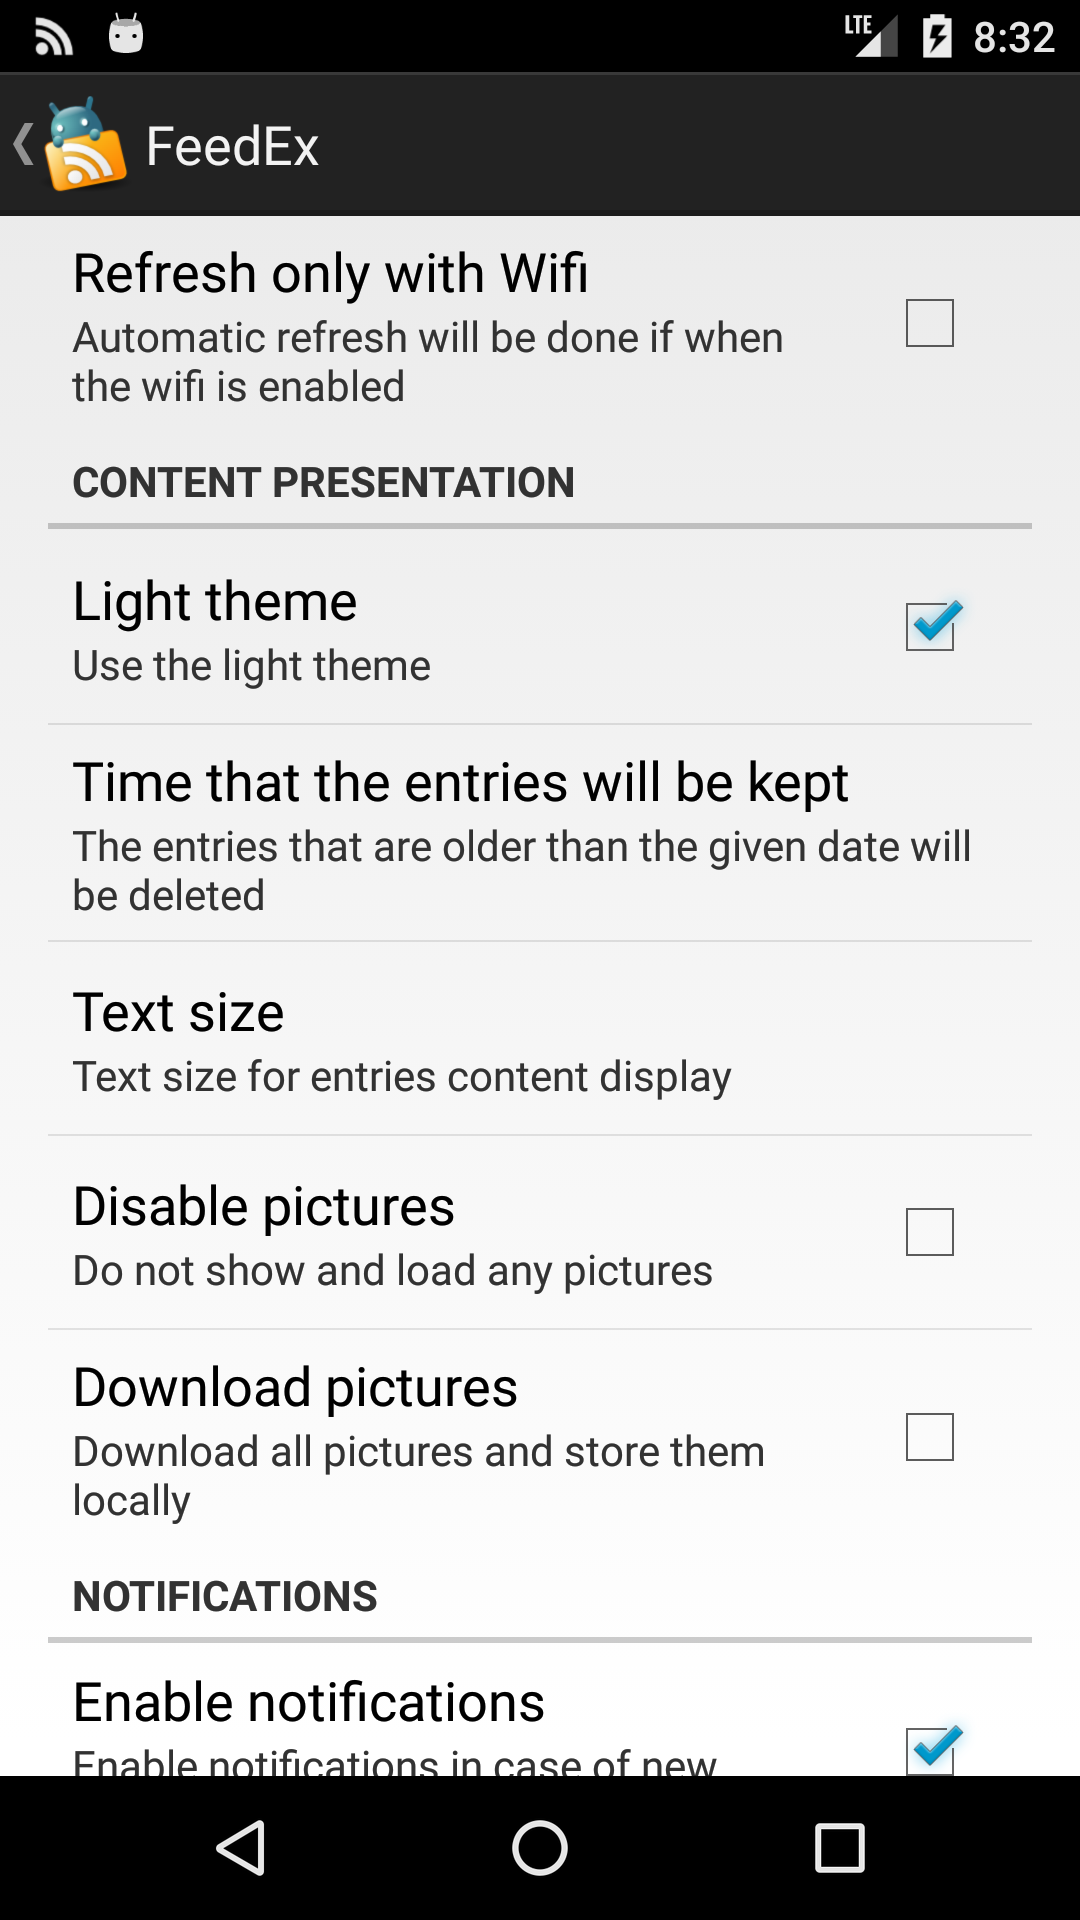 LTE 8:32
FeedEx
Refresh only with Wifi
Automatic refresh will be done if when
the wifi is enabled
CONTENT PRESENTATION
Light theme
Use the light theme
Time that the entries will be kept
The entries that are older than the given date will
be deleted
Text size
Text size for entries content display
Disable pictures
Do not show and load any pictures
Download pictures
Download all pictures and store them
locally
NOTIFICATIONS
Enable notifications
Enable notifications in case of new